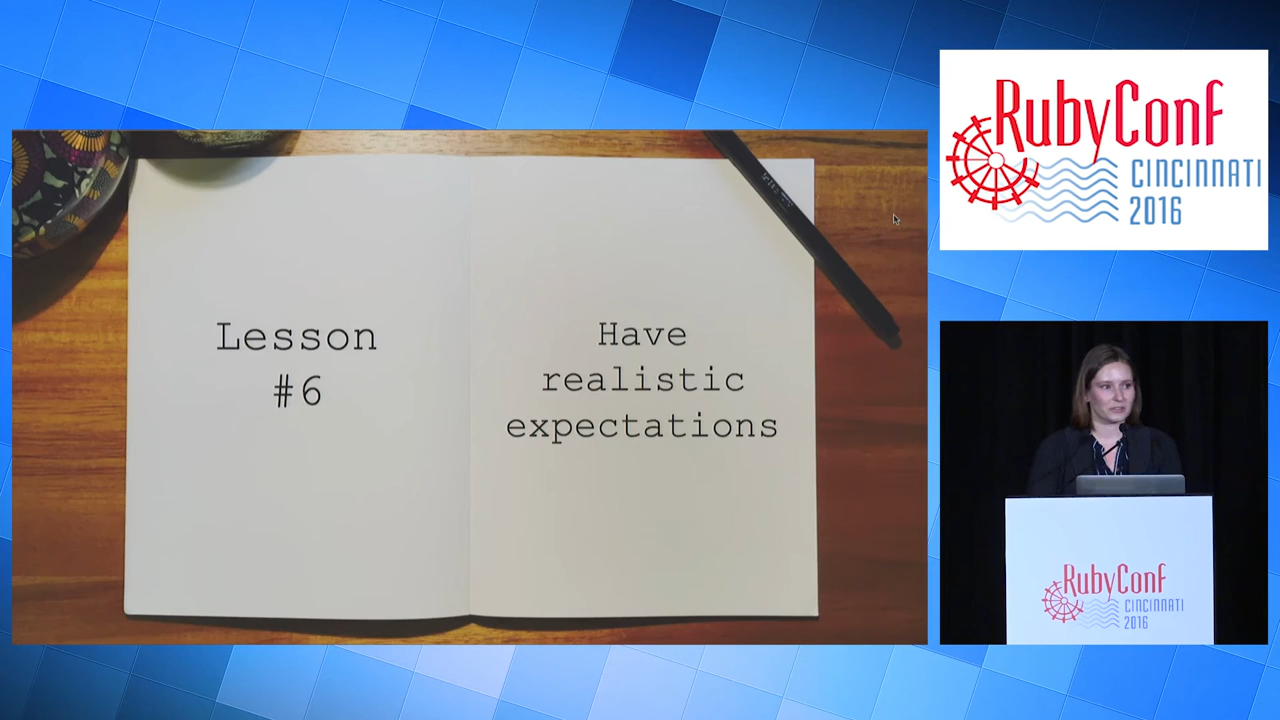 Lesson
#6
Have
realistic
expectations
RubyConf
CINCINNATI
2016
RubyConf
CINCINNATI
2016